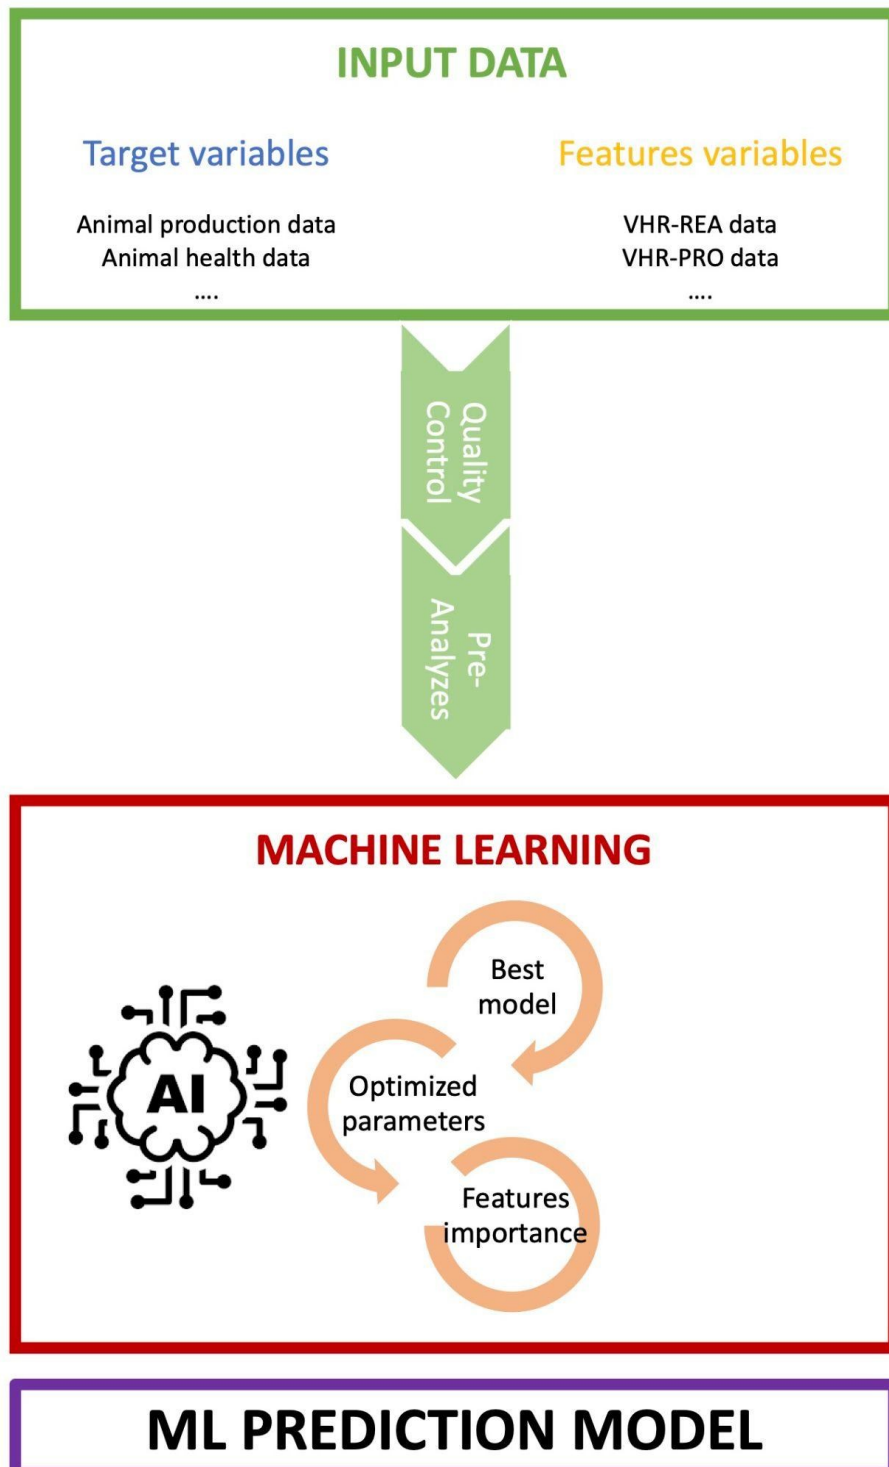 INPUT DATA
Target variables
Animal production data
Animal health data
....
Features variables
VHR-REA data
VHR-PRO data
....
Quality
Control
Pre-
Analyzes
MACHINE LEARNING
AI
Best
model
Optimized
parameters
Features
importance
ML PREDICTION MODEL